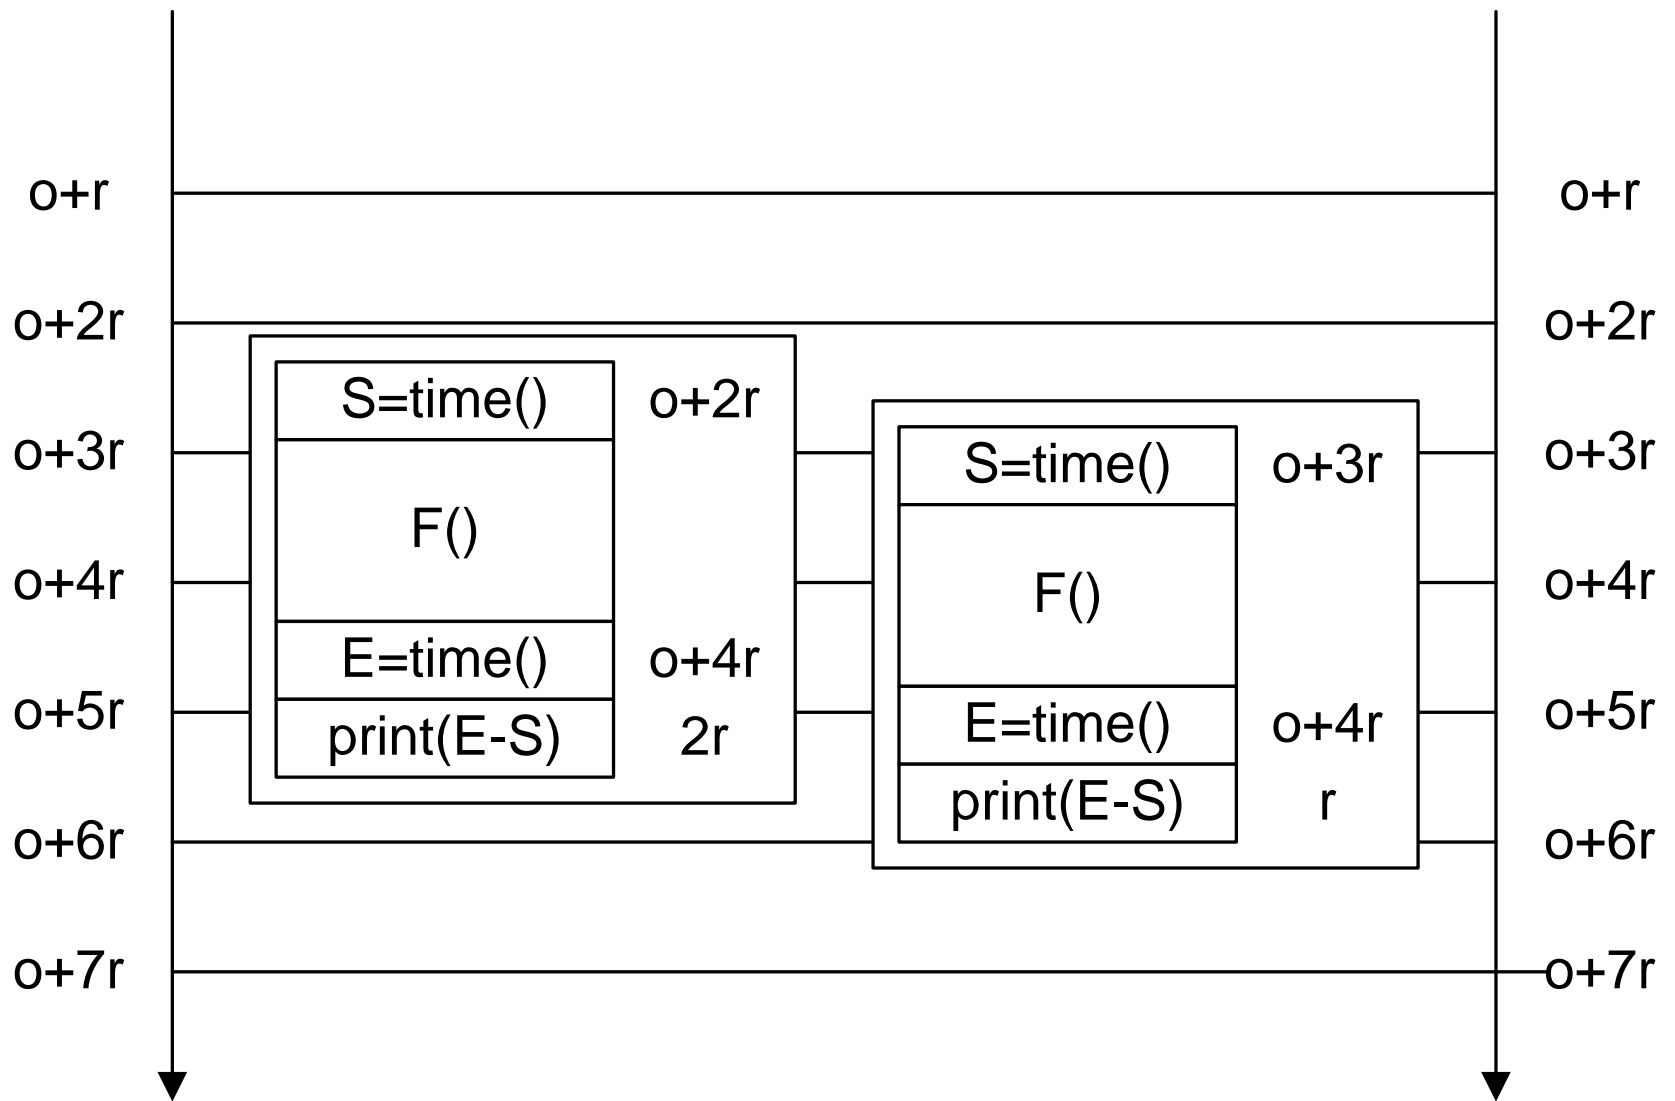 o+r o+r
o+2r o+2r
S=time() o+2r
o+3r S=time() o+3r o+3r
F()
o+4r F() o+4r
E=time() o+4r
o+5r print(E-S) 2r E=time() o+4r o+5r
print(E-S) r
o+6r o+6r
o+7r o+7r